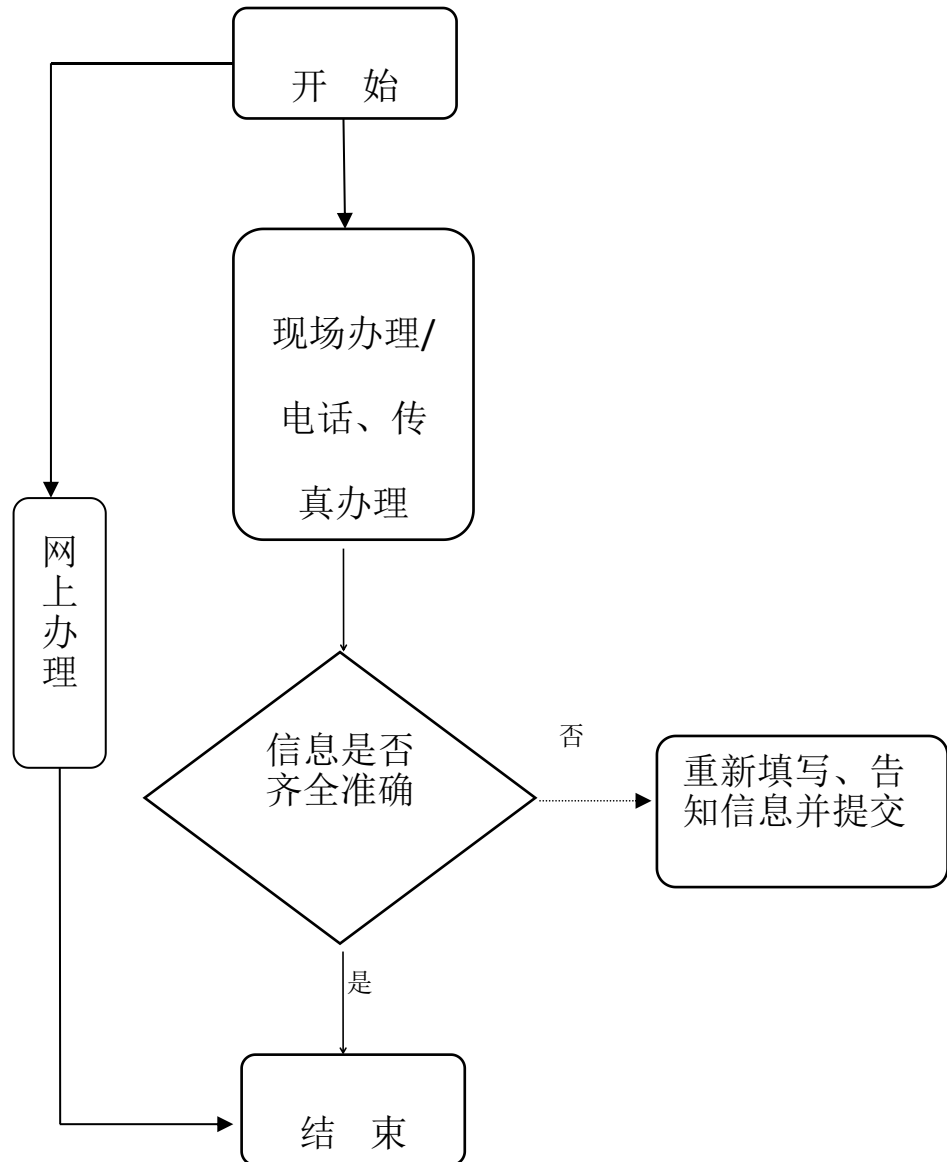 开 始
现场办理/
电话、传
真办理
网
上
办
理
信息是否
齐全准确
否
重新填写、告
知信息并提交
是
结 束